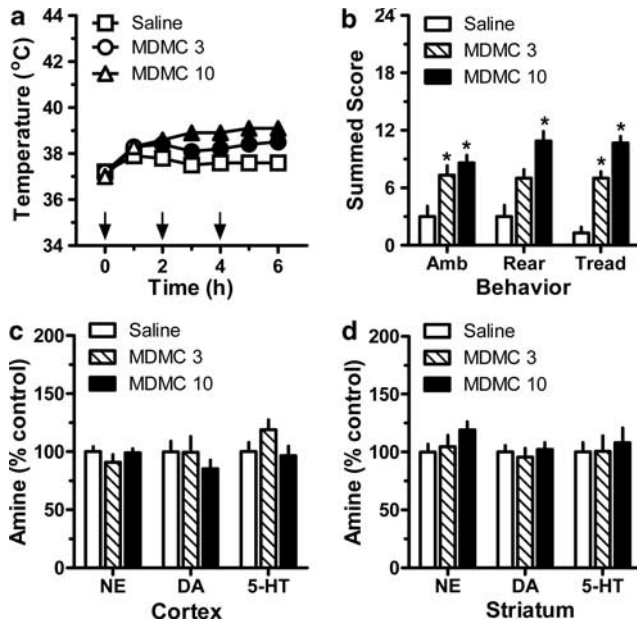 a
Saline
MDMC 3
MDMC 10
Temperature (°C)
42
40
38
36
34
0
2
4
6
Time (h)
b
Saline
MDMC 3
MDMC 10
Summed Score
24
18
12
6
0
*
*
*
*
*
Amb
Rear
Tread
Behavior
c
Saline
MDMC 3
MDMC 10
Amine (% control)
200
150
100
50
0
NE
DA
5-HT
Cortex
d
Saline
MDMC 3
MDMC 10
Amine (% control)
200
150
100
50
0
NE
DA
5-HT
Striatum